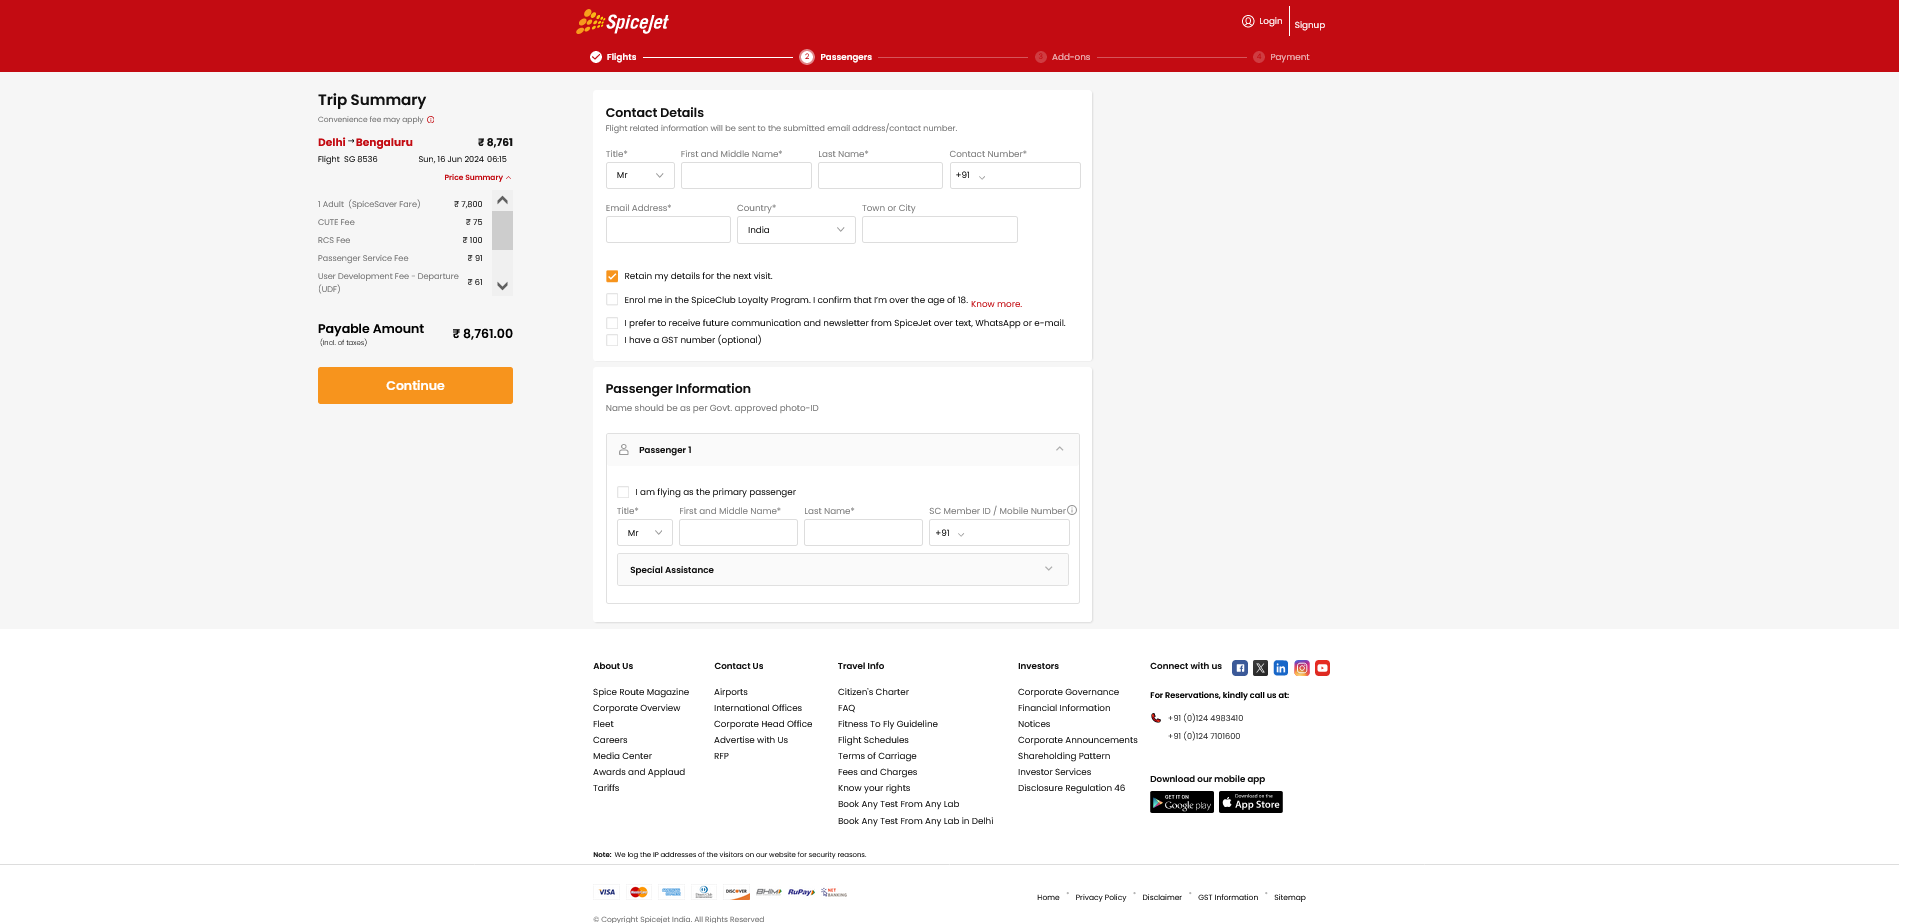 SpiceJet
Login
Signup
Flights
2 Passengers
3 Add-ons
4 Payment
Trip Summary
Convenience fee may apply
Delhi → Bengaluru ₹ 8,761
Flight SG 8536 Sun, 16 Jun 2024 06:15
Price Summary
1 Adult (SpiceSaver Fare) ₹ 7,800
CUTE Fee ₹ 75
RCS Fee ₹ 100
Passenger Service Fee ₹ 91
User Development Fee - Departure
(UDF) ₹ 61
Payable Amount ₹ 8,761.00
(incl. of taxes)
Continue
Contact Details
Flight related information will be sent to the submitted email address/contact number.
Title* First and Middle Name* Last Name* Contact Number*
Mr +91
Email Address* Country* Town or City
India
Retain my details for the next visit.
Enrol me in the SpiceClub Loyalty Program. I confirm that I'm over the age of 18. Know more.
I prefer to receive future communication and newsletter from SpiceJet over text, WhatsApp or e-mail.
I have a GST number (optional)
Passenger Information
Name should be as per Govt. approved photo-ID
Passenger 1
I am flying as the primary passenger
Title* First and Middle Name* Last Name* SC Member ID / Mobile Number
Mr +91
Special Assistance
About Us
Spice Route Magazine
Corporate Overview
Fleet
Careers
Media Center
Awards and Applaud
Tariffs
Contact Us
Airports
International Offices
Corporate Head Office
Advertise with Us
RFP
Travel Info
Citizen's Charter
FAQ
Fitness To Fly Guideline
Flight Schedules
Terms of Carriage
Fees and Charges
Know your rights
Book Any Test From Any Lab
Book Any Test From Any Lab in Delhi
Investors
Corporate Governance
Financial Information
Notices
Corporate Announcements
Shareholding Pattern
Investor Services
Disclosure Regulation 46
Connect with us
For Reservations, kindly call us at:
+91 (0)124 4983410
+91 (0)124 7101600
Download our mobile app
GET IT ON
Google play
Download on the
App Store
Note: We log the IP addresses of the visitors on our website for security reasons.
VISA
DISCOVER
BHIM
RuPay
NET
BANKING
Home Privacy Policy Disclaimer GST Information Sitemap
© Copyright Spicejet India. All Rights Reserved